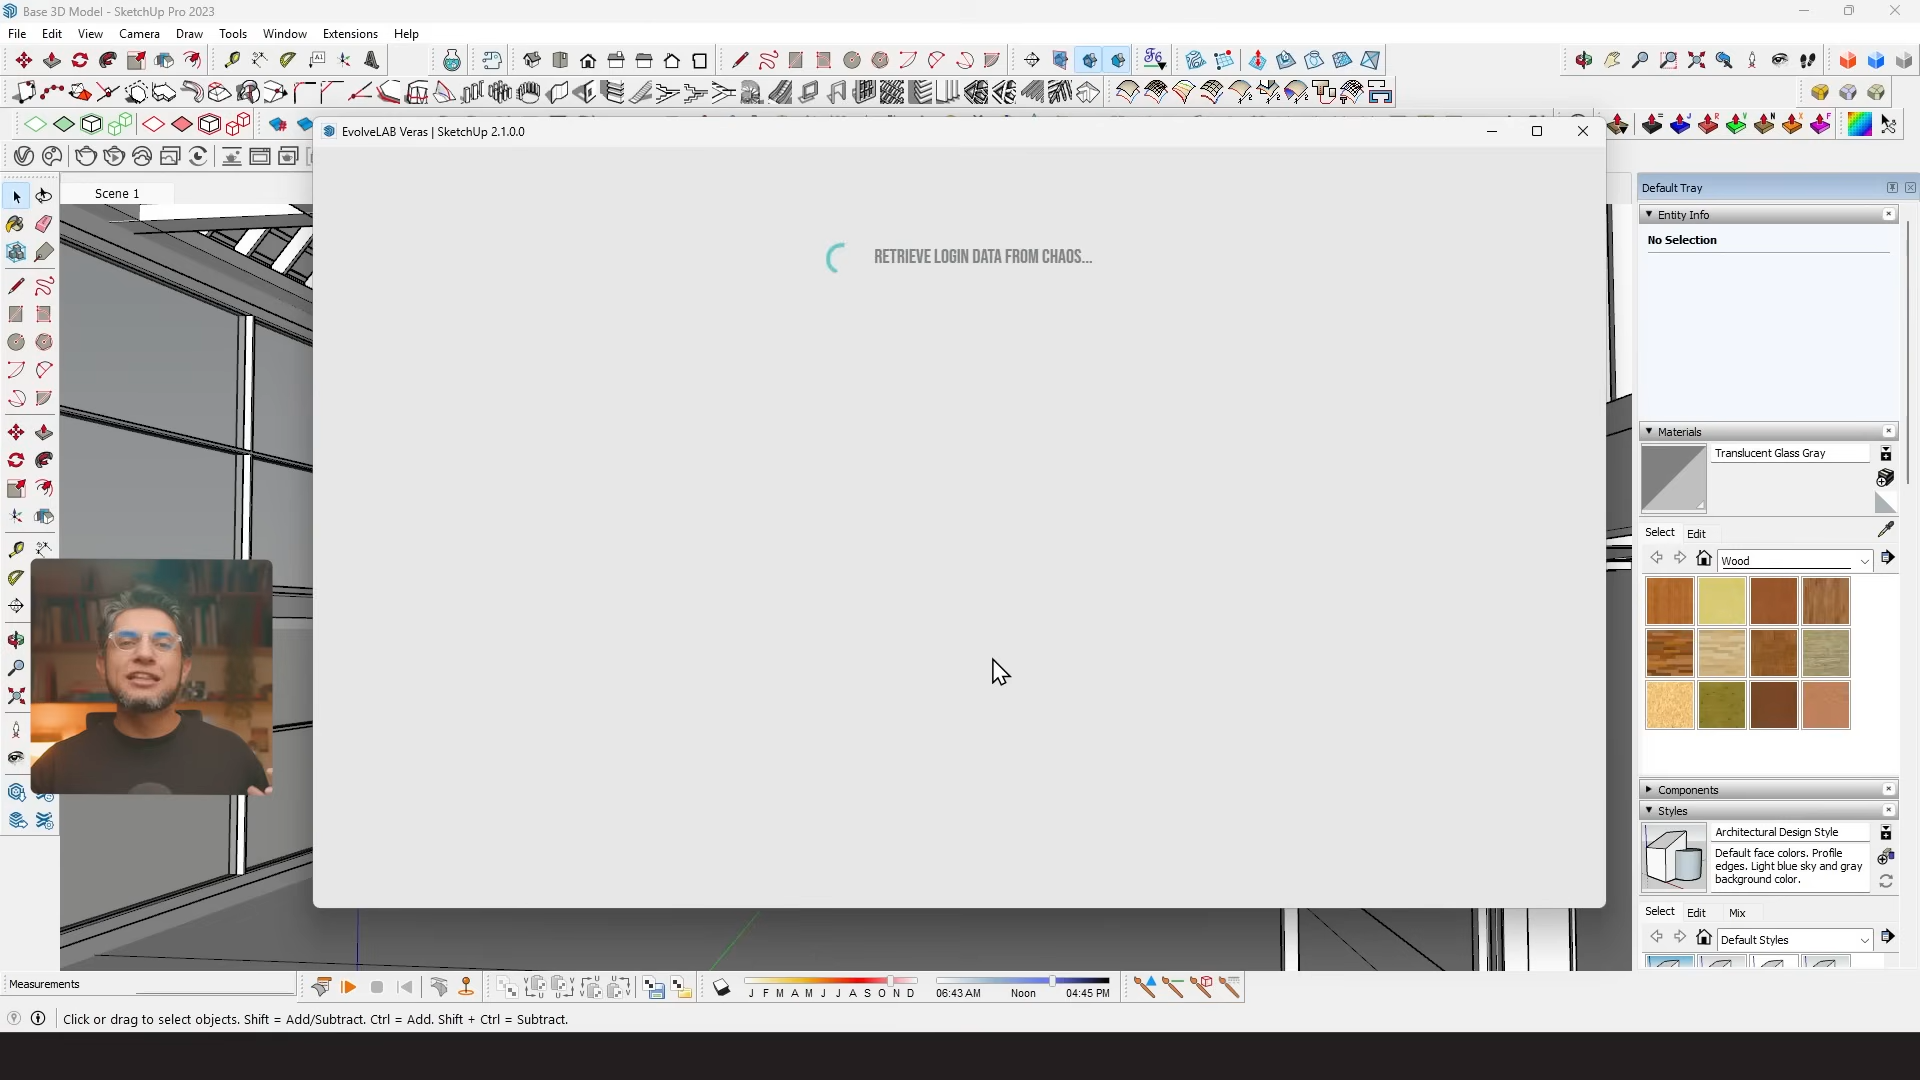 Base 3D Model - SketchUp Pro 2023
File Edit View Camera Draw Tools Window Extensions Help
EvolveLAB Veras | SketchUp 2.1.0.0
Scene 1
RETRIEVE LOGIN DATA FROM CHAOS...
Default Tray
Entity Info
No Selection
Materials
Translucent Glass Gray
Select Edit
Wood
Components
Styles
Architectural Design Style
Default face colors. Profile
edges. Light blue sky and gray
background color.
Select Edit Mix
Default Styles
Measurements
J F M A M J J A S O N D
06:43 AM Noon 04:45 PM
Click or drag to select objects. Shift = Add/Subtract. Ctrl = Add. Shift + Ctrl = Subtract.